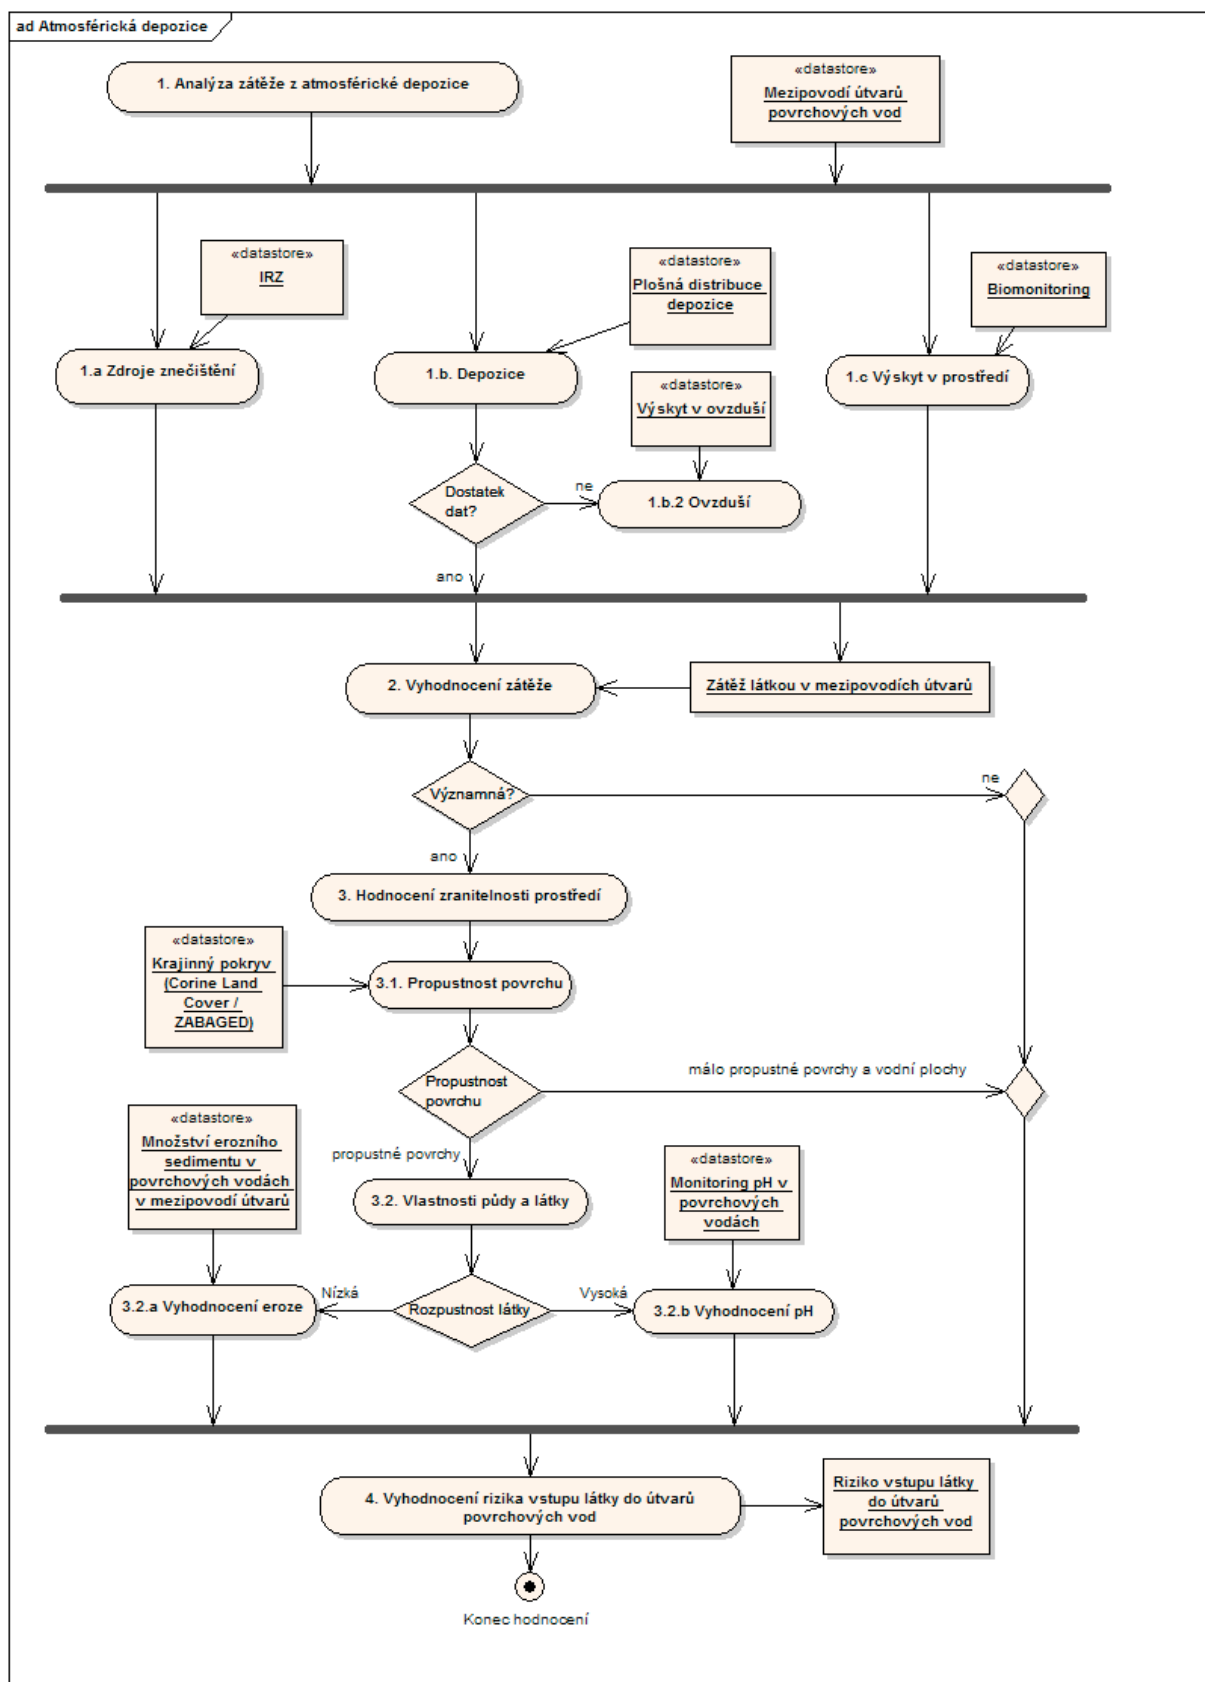 ad Atmosférická depozice
1. Analýza zátěže z atmosférické depozice
«datastore»
Mezipovodí útvarů
povrchových vod
«datastore»
IRZ
«datastore»
Plošná distribuce
depozice
«datastore»
Biomonitoring
1.a Zdroje znečištění
1.b. Depozice
1.c Výskyt v prostředí
«datastore»
Výskyt v ovzduší
Dostatek
dat?
ne
1.b.2 Ovzduší
ano
2. Vyhodnocení zátěže
Zátěž látkou v mezipovodích útvarů
Významná?
ne
ano
3. Hodnocení zranitelnosti prostředí
«datastore»
Krajinný pokryv
(Corine Land
Cover /
ZABAGED)
3.1. Propustnost povrchu
Propustnost
povrchu
málo propustné povrchy a vodní plochy
«datastore»
Množství erozního
sedimentu v
povrchových vodách
v mezipovodí útvarů
propustné povrchy
3.2. Vlastnosti půdy a látky
«datastore»
Monitoring pH v
povrchových
vodách
3.2.a Vyhodnocení eroze
Nízká
Rozpustnost látky
Vysoká
3.2.b Vyhodnocení pH
4. Vyhodnocení rizika vstupu látky do útvarů
povrchových vod
Riziko vstupu látky
do útvarů
povrchových vod
Konec hodnocení